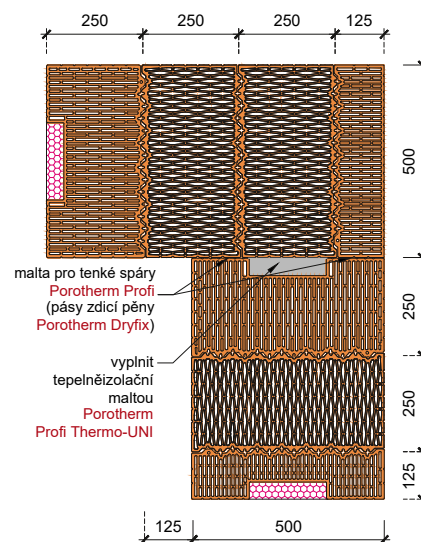 250 250 250 125
500
malta pro tenké spáry
Porotherm Profi
(pásy zdicí pěny
Porotherm Dryfix)
250
vyplnit
tepelněizolační
maltou
Porotherm
Profi Thermo-UNI
250
125
125 500